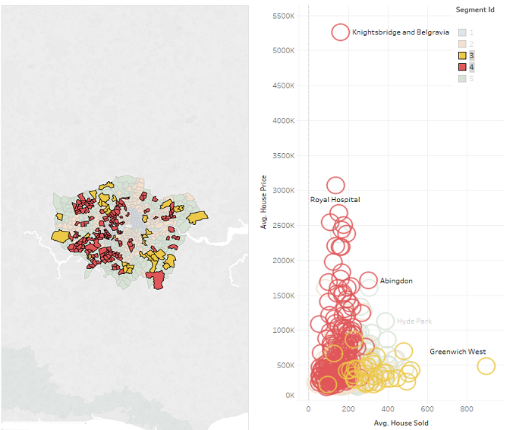 Segment Id
1
2
3
4
5
5500K
5000K
4500K
4000K
3500K
3000K
2500K
2000K
1500K
1000K
500K
0K
Avg. House Price
Knightsbridge and Belgravia
Royal Hospital
Abingdon
Hyde Park
Greenwich West
0
200
400
600
800
Avg. House Sold